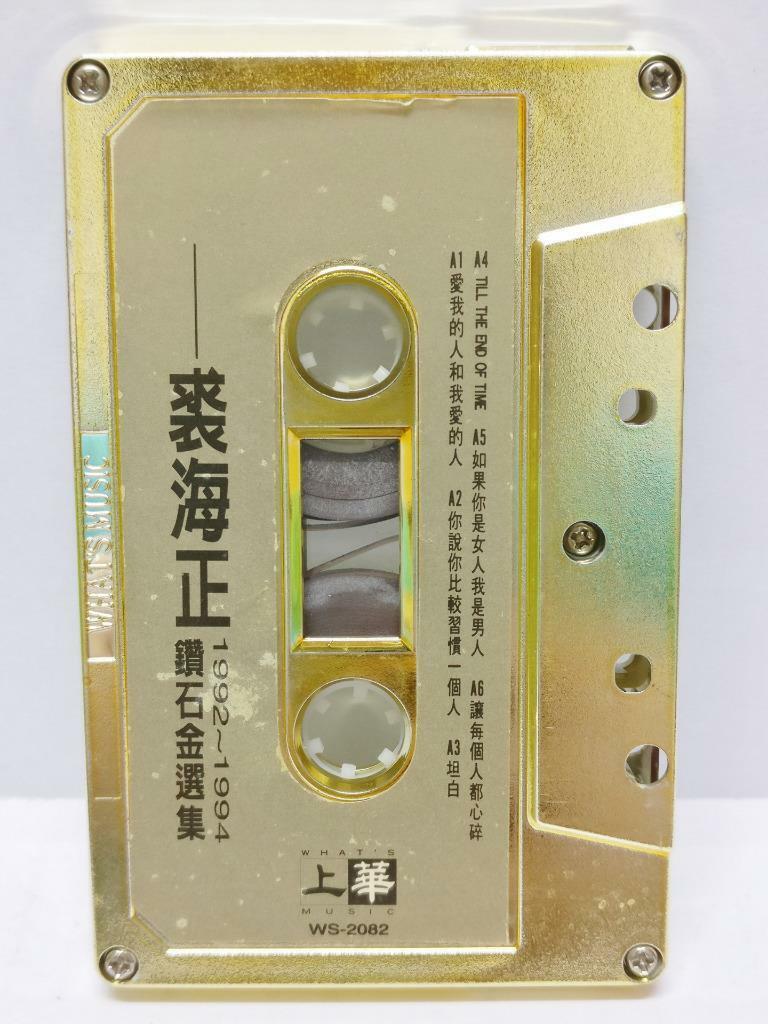 裘海正
1992~1994
鑽石金選集
A1 愛我的人和我愛的人 A2 你說你比較習慣一個人 A3 坦白
A4 TILL THE END OF TIME A5 如果你是女人我是男人 A6 讓每個人都心碎
WHAT'S
上華
MUSIC
WS-2082
WHAT'S MUSIC